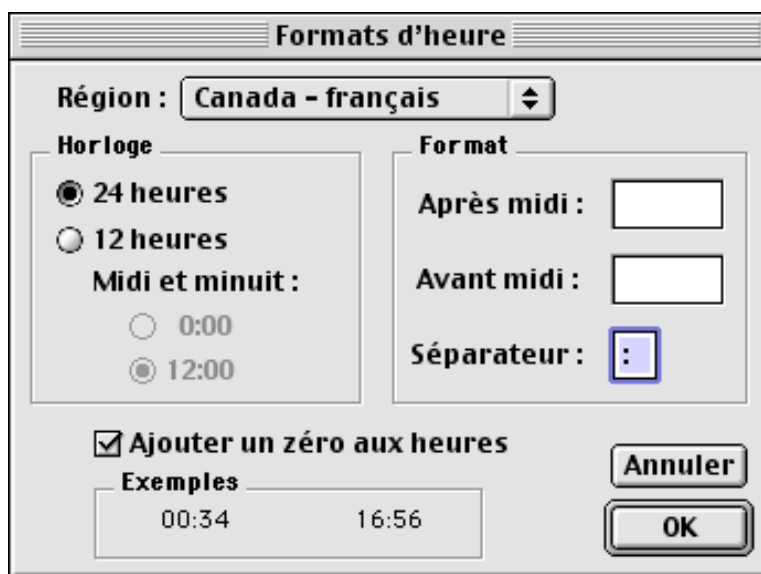 Formats d’heure
Région : Canada – français
Horloge
24 heures
12 heures
Midi et minuit :
0:00
12:00
Format
Après midi :
Avant midi :
Séparateur : :
Ajouter un zéro aux heures
Exemples
00:34 16:56
Annuler
OK